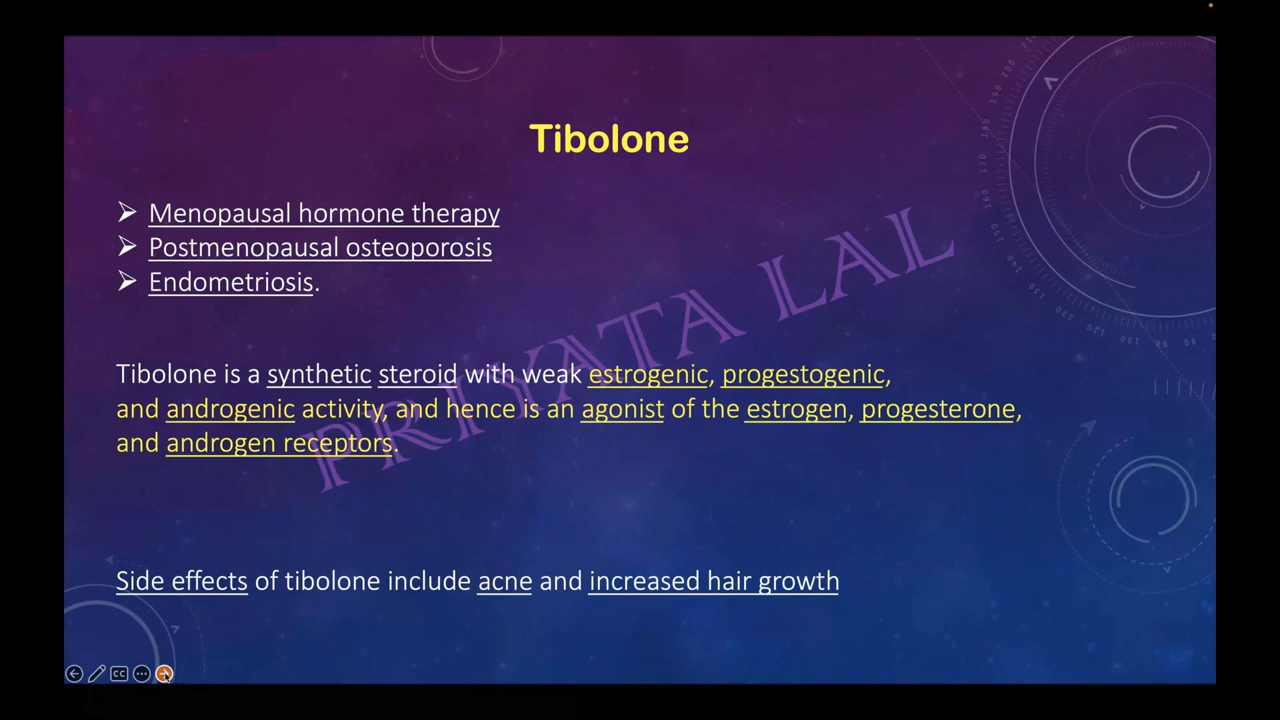 Tibolone
Menopausal hormone therapy
Postmenopausal osteoporosis
Endometriosis.
Tibolone is a synthetic steroid with weak estrogenic, progestogenic,
and androgenic activity, and hence is an agonist of the estrogen, progesterone,
and androgen receptors.
PRIYATA LAL
Side effects of tibolone include acne and increased hair growth
CC